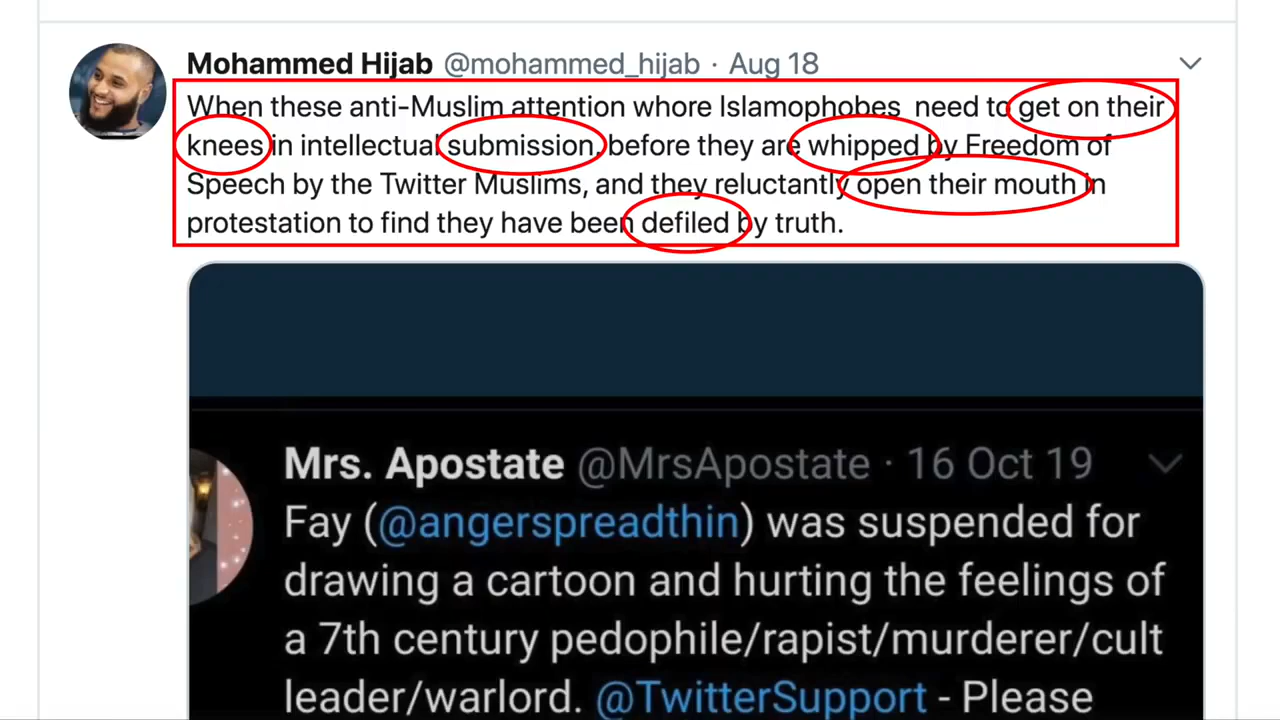 Mohammed Hijab @mohammed_hijab · Aug 18
When these anti-Muslim attention whore Islamophobes need to get on their
knees in intellectual submission, before they are whipped by Freedom of
Speech by the Twitter Muslims, and they reluctantly open their mouth in
protestation to find they have been defiled by truth.
Mrs. Apostate @MrsApostate · 16 Oct 19
Fay (@angerspreadthin) was suspended for
drawing a cartoon and hurting the feelings of
a 7th century pedophile/rapist/murderer/cult
leader/warlord. @TwitterSupport - Please